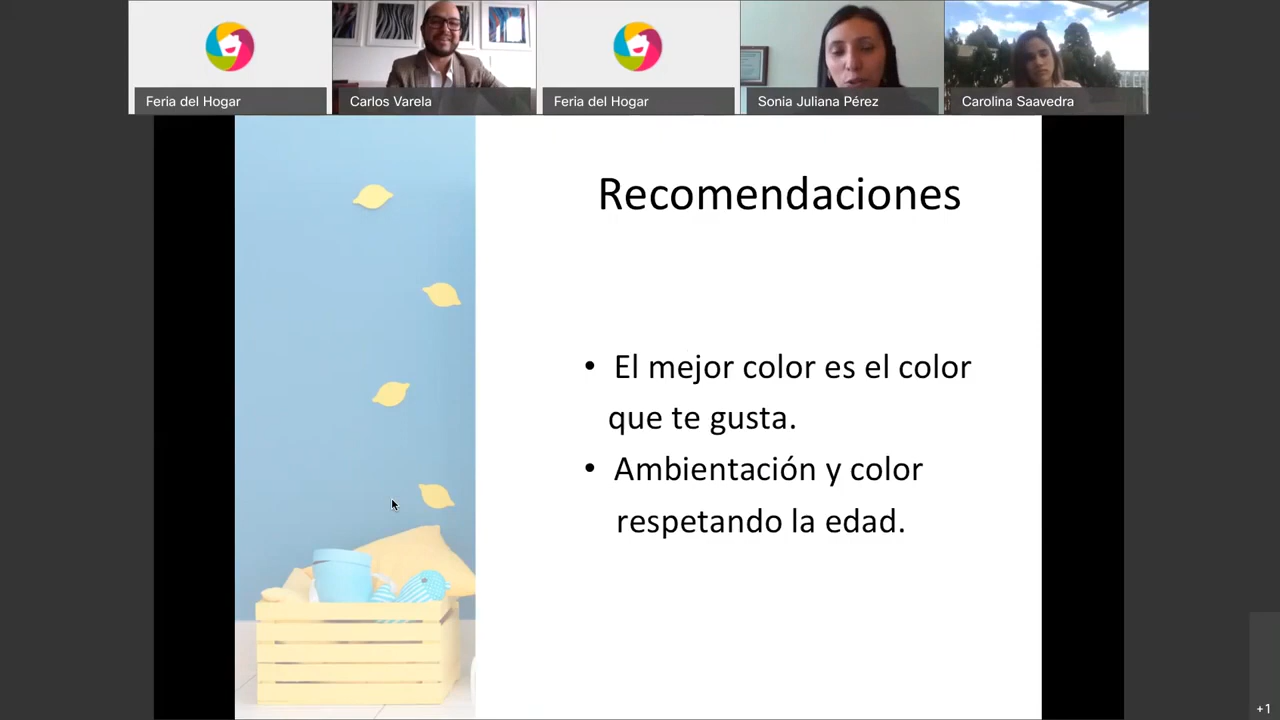 Feria del Hogar
Carlos Varela
Feria del Hogar
Sonia Juliana Pérez
Carolina Saavedra
Recomendaciones
• El mejor color es el color
que te gusta.
• Ambientación y color
respetando la edad.
+1